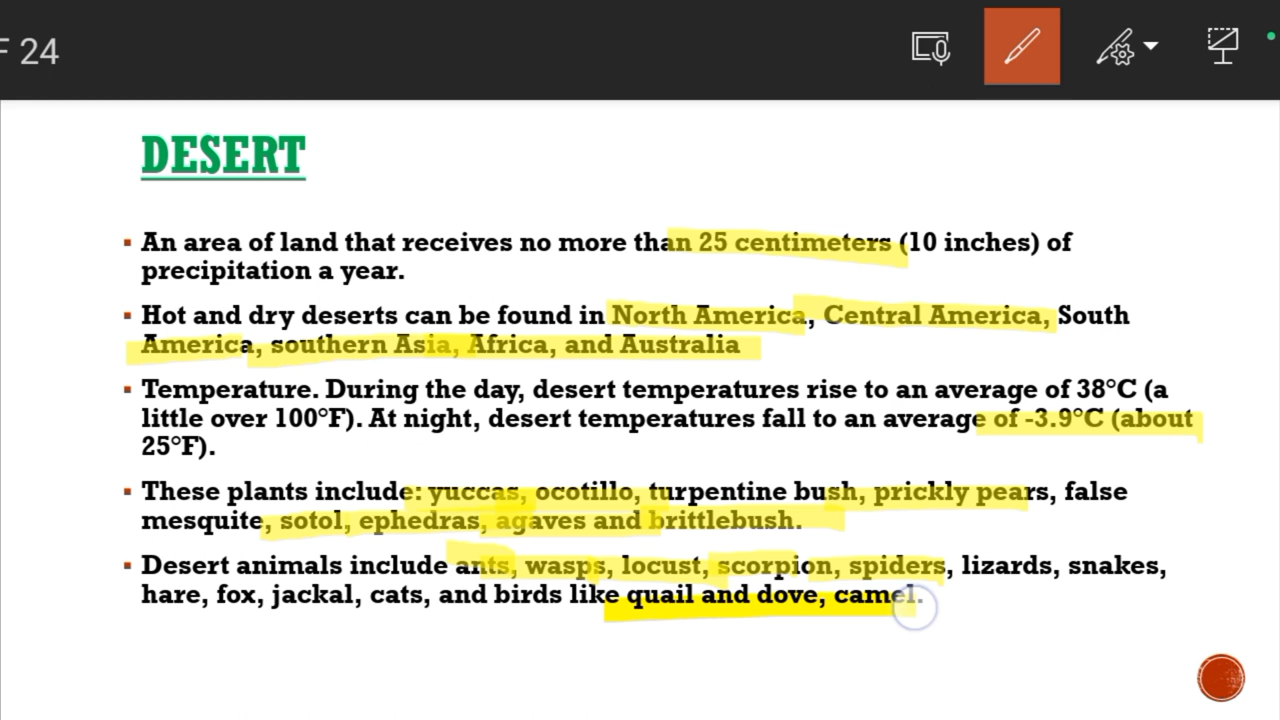 F 24
DESERT
▪ An area of land that receives no more than 25 centimeters (10 inches) of
precipitation a year.
▪ Hot and dry deserts can be found in North America, Central America, South
America, southern Asia, Africa, and Australia
▪ Temperature. During the day, desert temperatures rise to an average of 38°C (a
little over 100°F). At night, desert temperatures fall to an average of -3.9°C (about
25°F).
▪ These plants include: yuccas, ocotillo, turpentine bush, prickly pears, false
mesquite, sotol, ephedras, agaves and brittlebush.
▪ Desert animals include ants, wasps, locust, scorpion, spiders, lizards, snakes,
hare, fox, jackal, cats, and birds like quail and dove, camel.